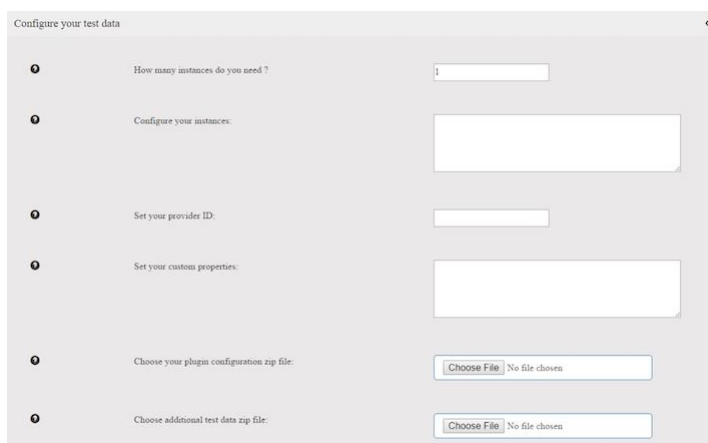 Configure your test data
How many instances do you need ?
1
Configure your instances:
Set your provider ID:
Set your custom properties:
Choose your plugin configuration zip file:
Choose File No file chosen
Choose additional test data zip file:
Choose File No file chosen